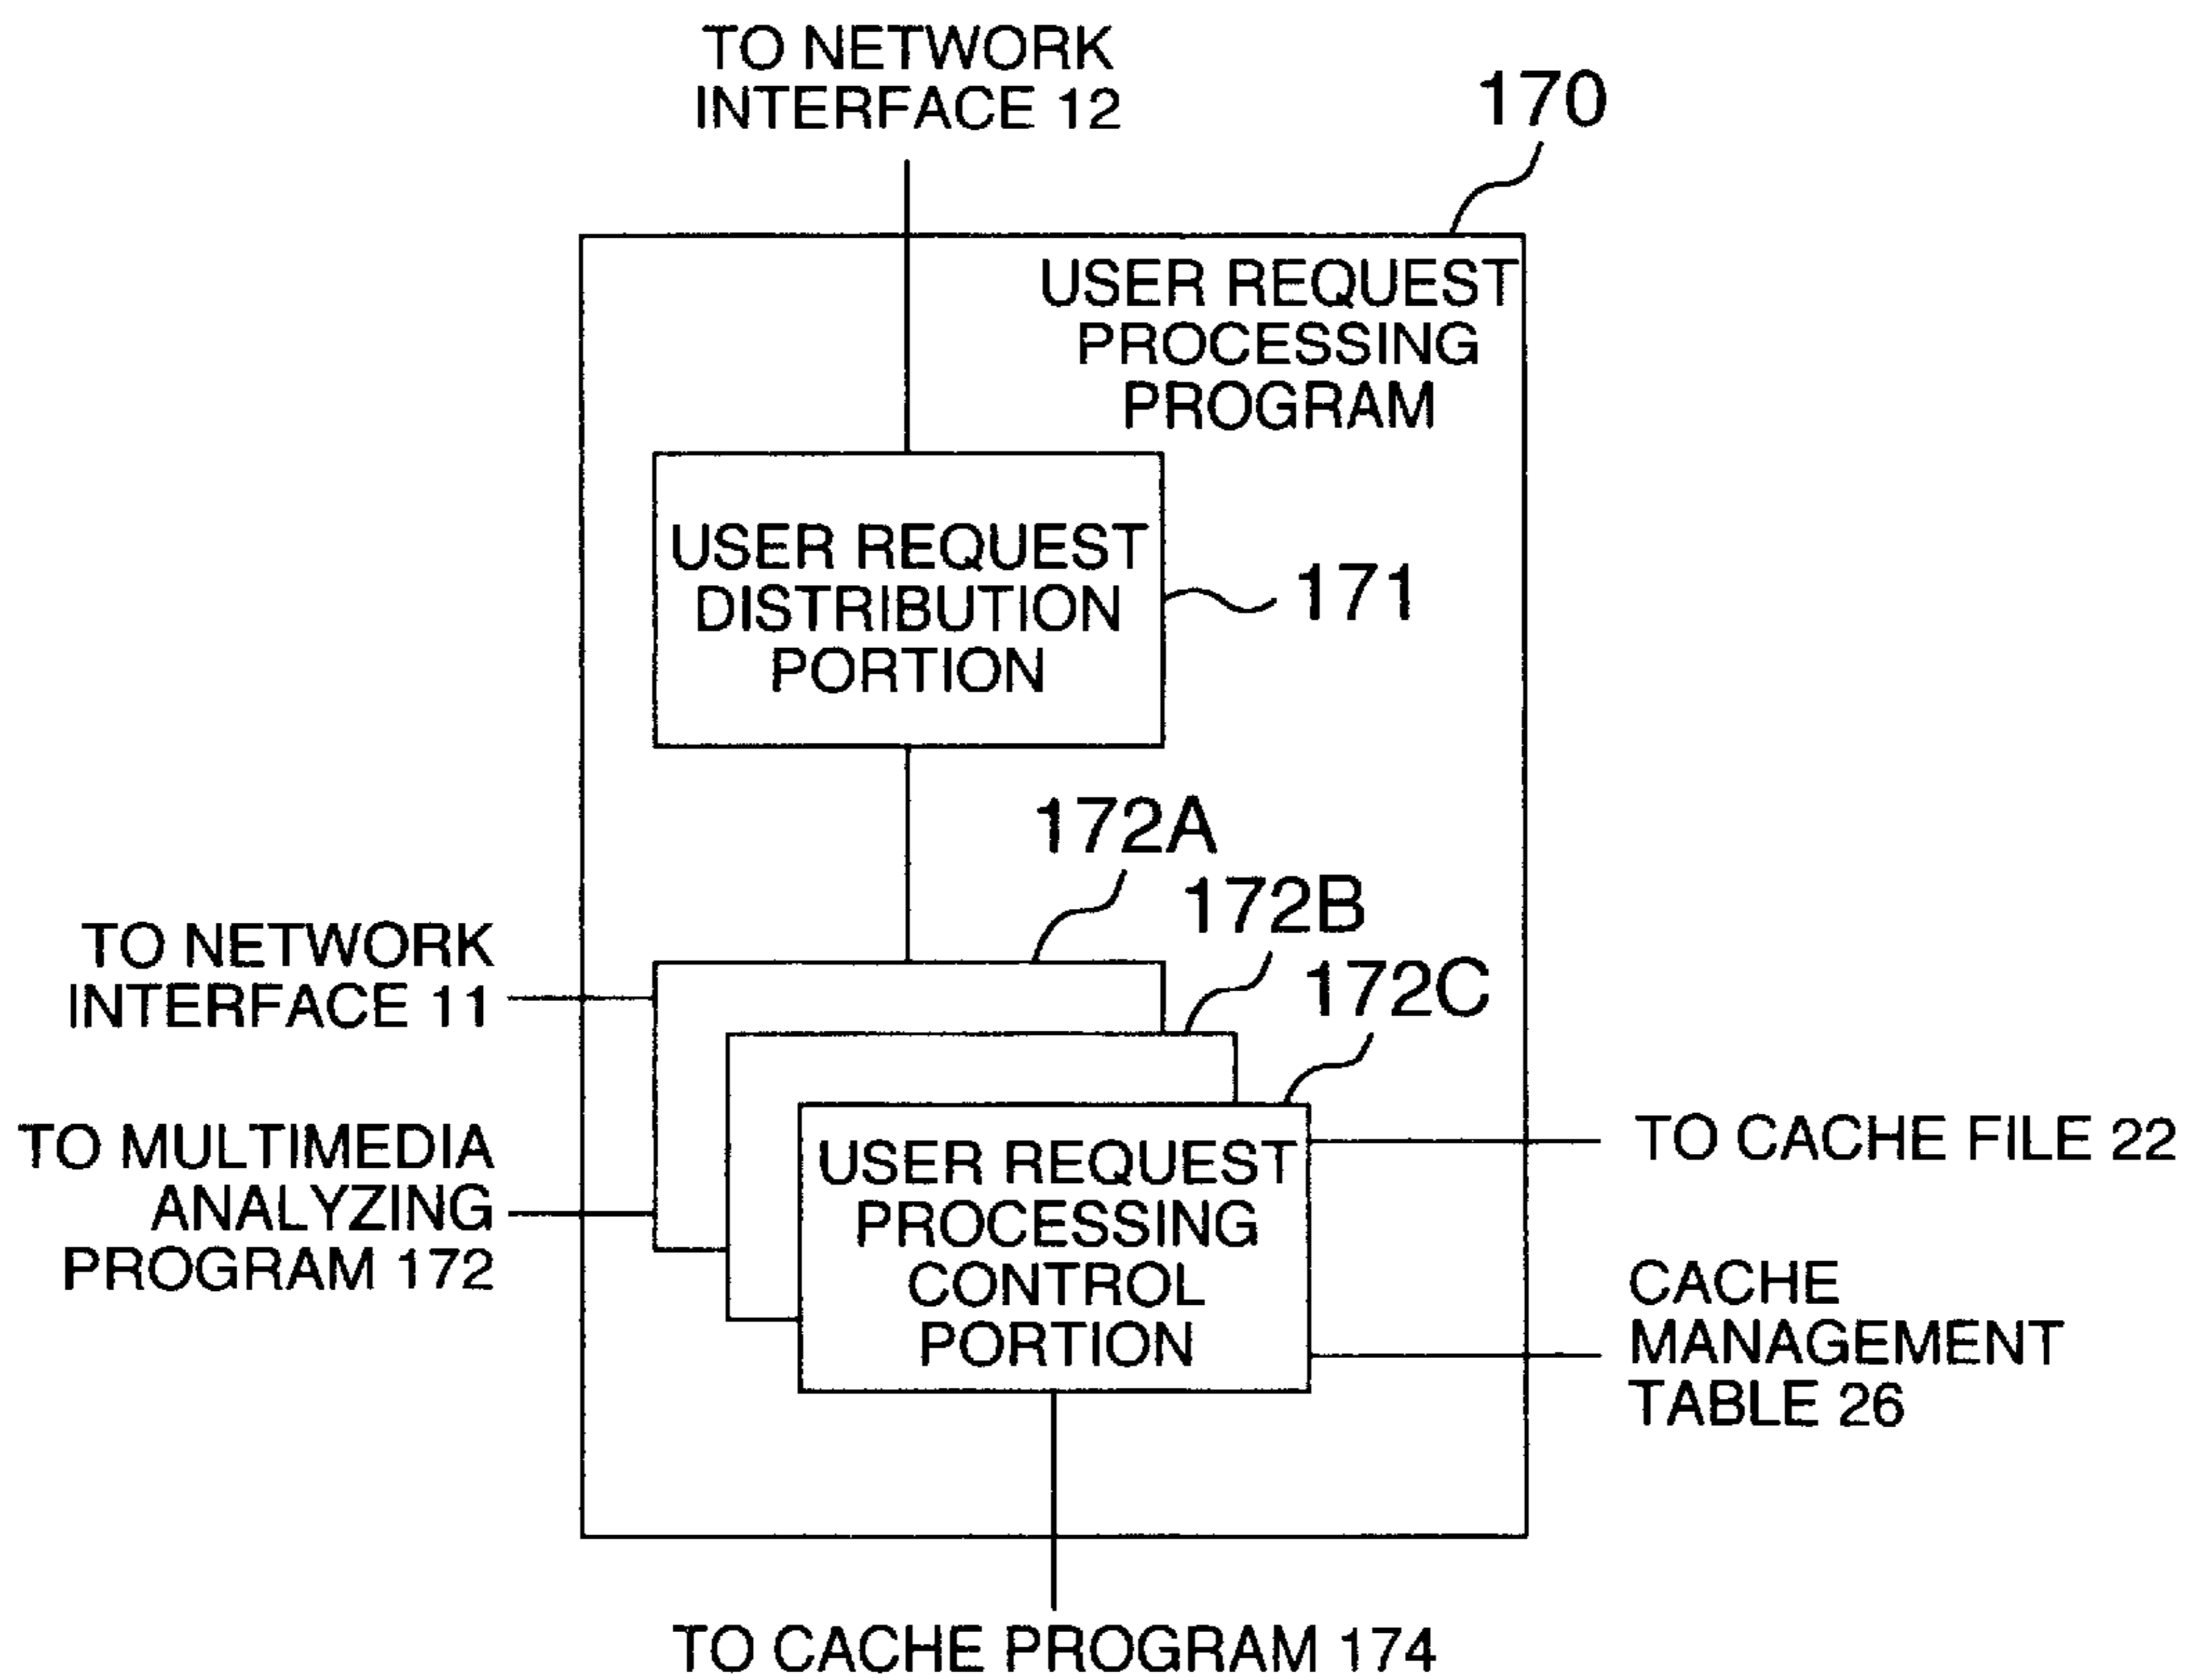 TO NETWORK
INTERFACE 12
170
USER REQUEST
PROCESSING
PROGRAM
USER REQUEST
DISTRIBUTION
PORTION
171
172A
172B
172C
TO NETWORK
INTERFACE 11
TO MULTIMEDIA
ANALYZING
PROGRAM 172
USER REQUEST
PROCESSING
CONTROL
PORTION
TO CACHE FILE 22
CACHE
MANAGEMENT
TABLE 26
TO CACHE PROGRAM 174